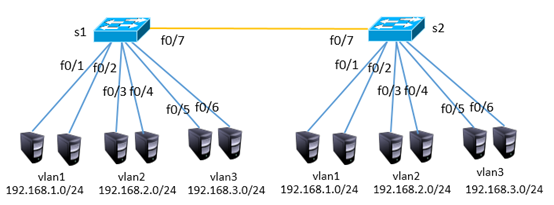 s1
s2
f0/7
f0/7
f0/1
f0/2
f0/3
f0/4
f0/5
f0/6
f0/1
f0/2
f0/3
f0/4
f0/5
f0/6
vlan1
192.168.1.0/24
vlan2
192.168.2.0/24
vlan3
192.168.3.0/24
vlan1
192.168.1.0/24
vlan2
192.168.2.0/24
vlan3
192.168.3.0/24